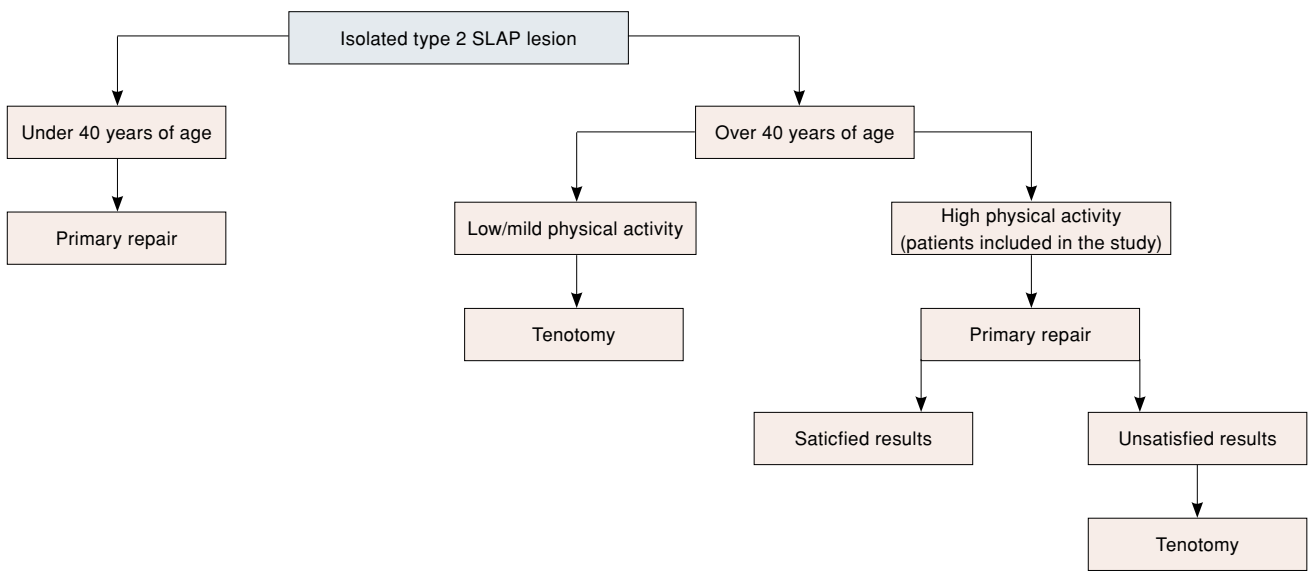 Isolated type 2 SLAP lesion
Under 40 years of age
Over 40 years of age
Primary repair
Low/mild physical activity
High physical activity
(patients included in the study)
Tenotomy
Primary repair
Saticfied results
Unsatisfied results
Tenotomy